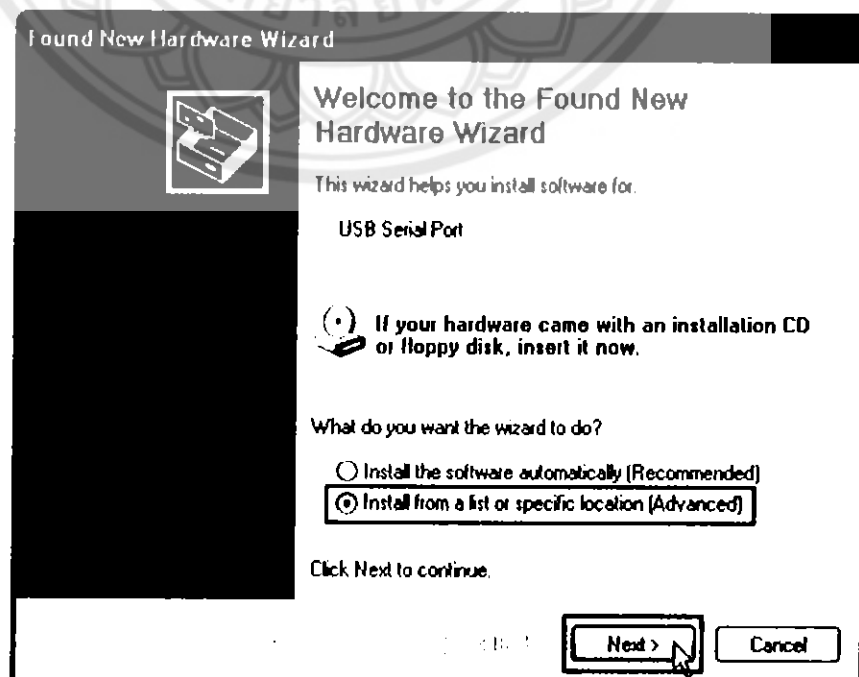 Found New Hardware Wizard
Welcome to the Found New
Hardware Wizard
This wizard helps you install software for:
USB Serial Port
If your hardware came with an installation CD
or floppy disk, insert it now.
What do you want the wizard to do?
Install the software automatically (Recommended)
Install from a list or specific location (Advanced)
Click Next to continue.
Next > Cancel